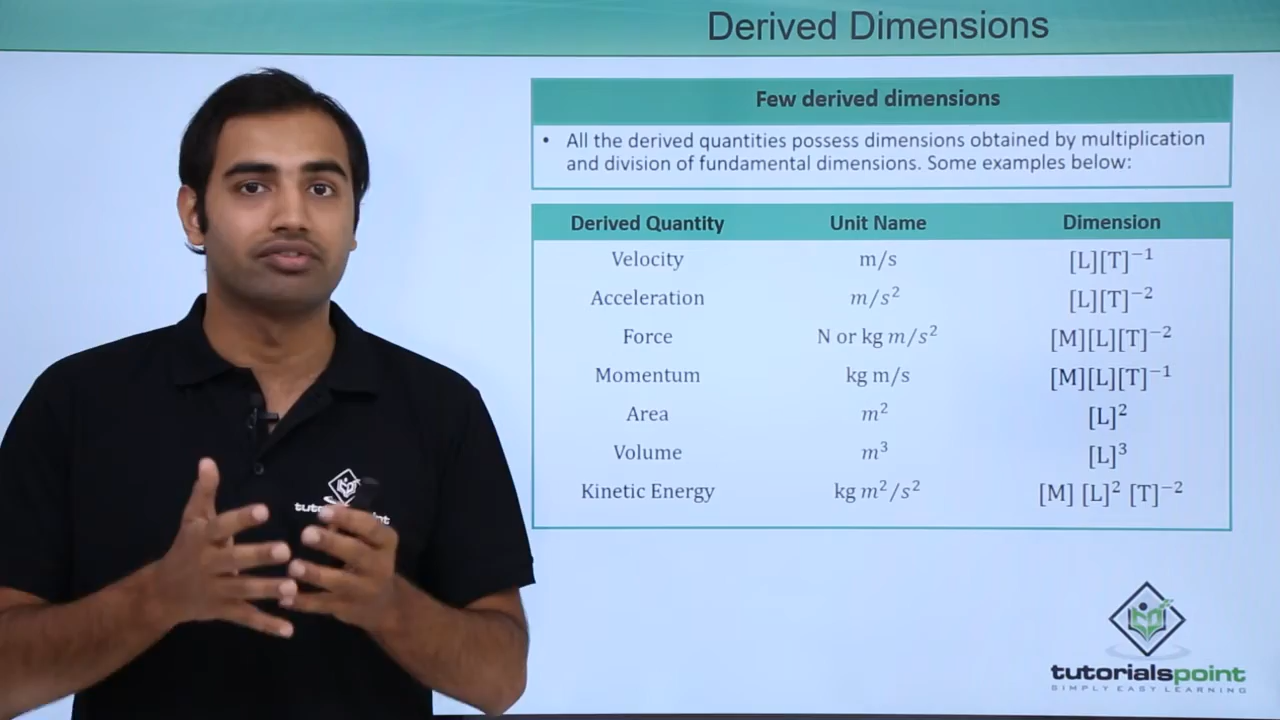 Derived Dimensions
Few derived dimensions
• All the derived quantities possess dimensions obtained by multiplication
and division of fundamental dimensions. Some examples below:
Derived Quantity Unit Name Dimension
Velocity m/s [L][T]⁻¹
Acceleration m/s² [L][T]⁻²
Force N or kg m/s² [M][L][T]⁻²
Momentum kg m/s [M][L][T]⁻¹
Area m² [L]²
Volume m³ [L]³
Kinetic Energy kg m²/s² [M] [L]² [T]⁻²
tutorialspoint
SIMPLY EASY LEARNING